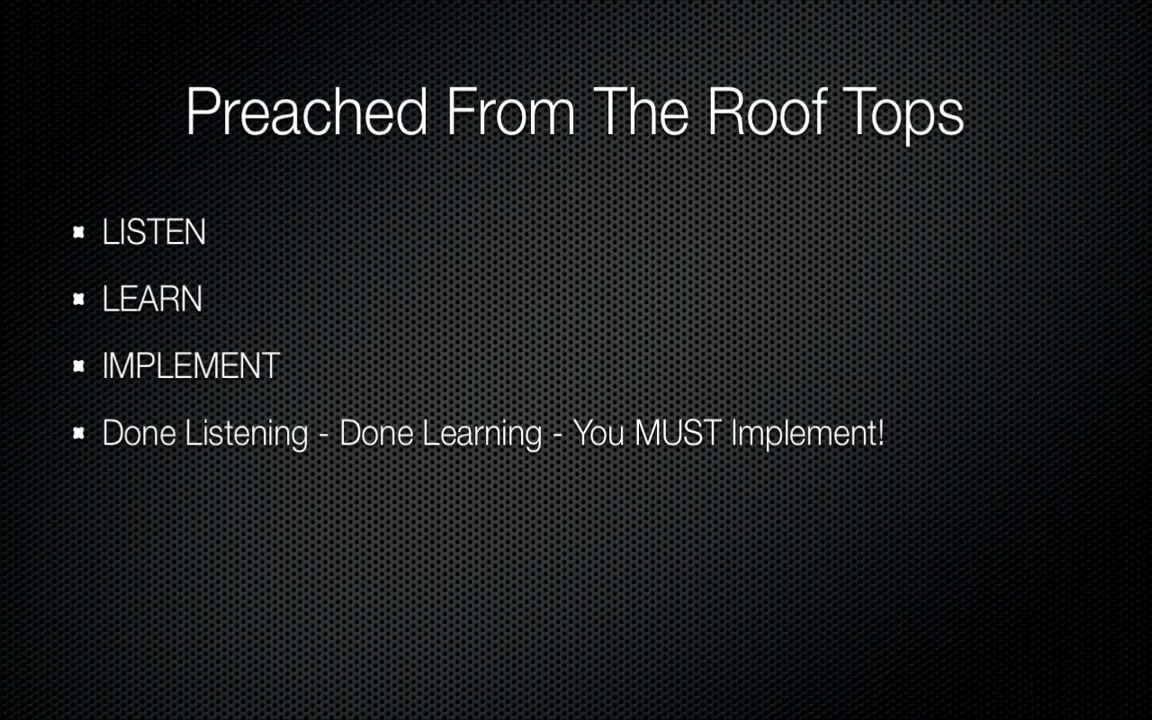 Preached From The Roof Tops
LISTEN
LEARN
IMPLEMENT
Done Listening - Done Learning - You MUST Implement!